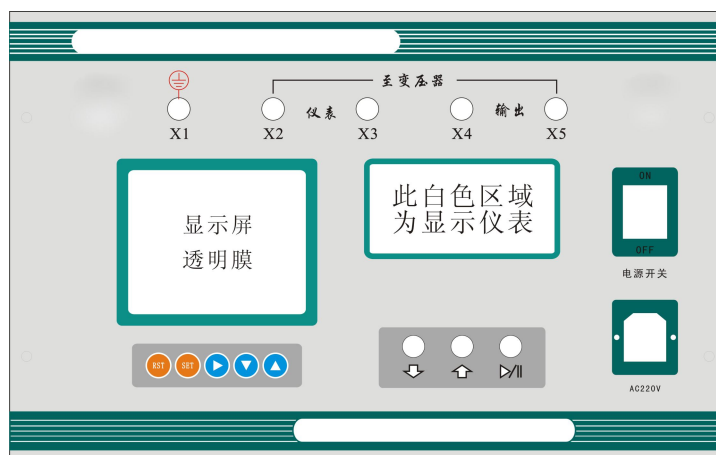 至变压器
仪表
输出
X1
X2
X3
X4
X5
显示屏
透明膜
此白色区域
为显示仪表
ON
OFF
电源开关
RST
SET
AC220V